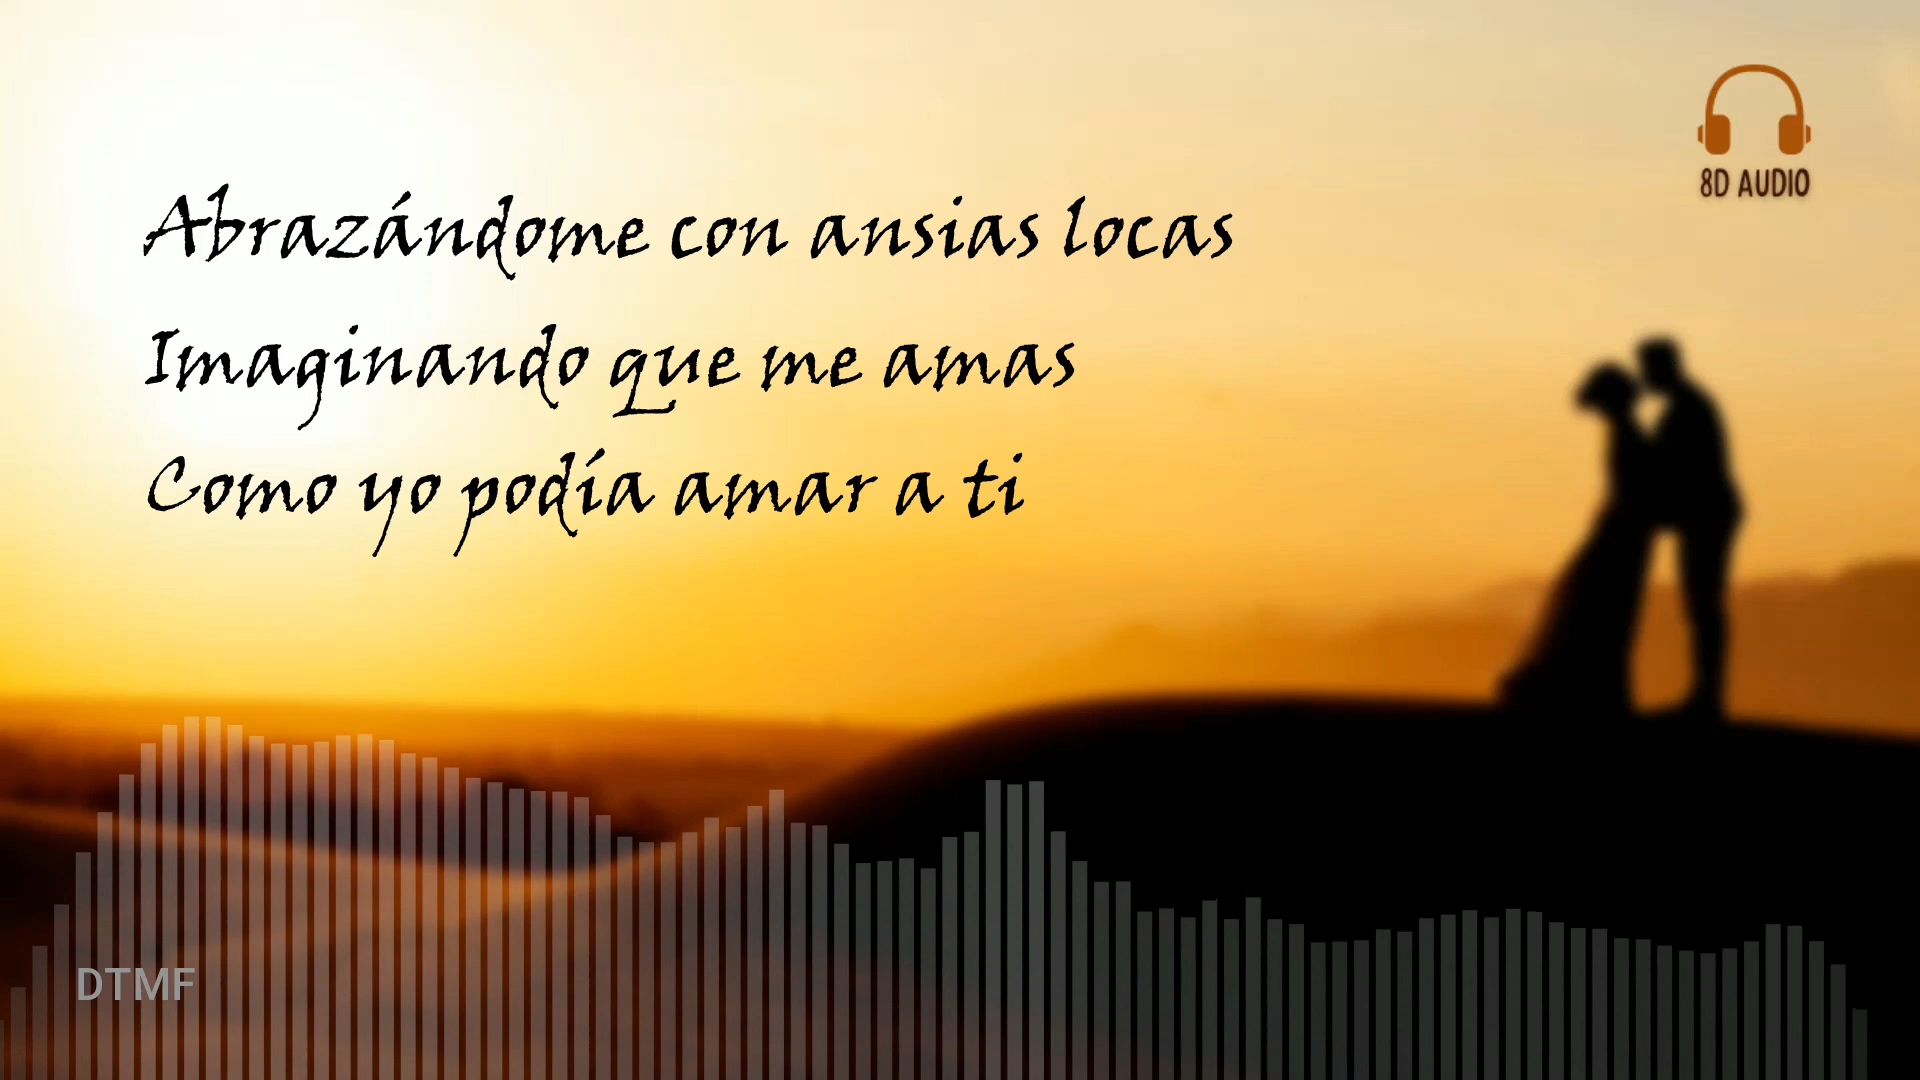 Abrazándome con ansias locas
Imaginando que me amas
Como yo podía amar a ti
8D AUDIO
DTMF